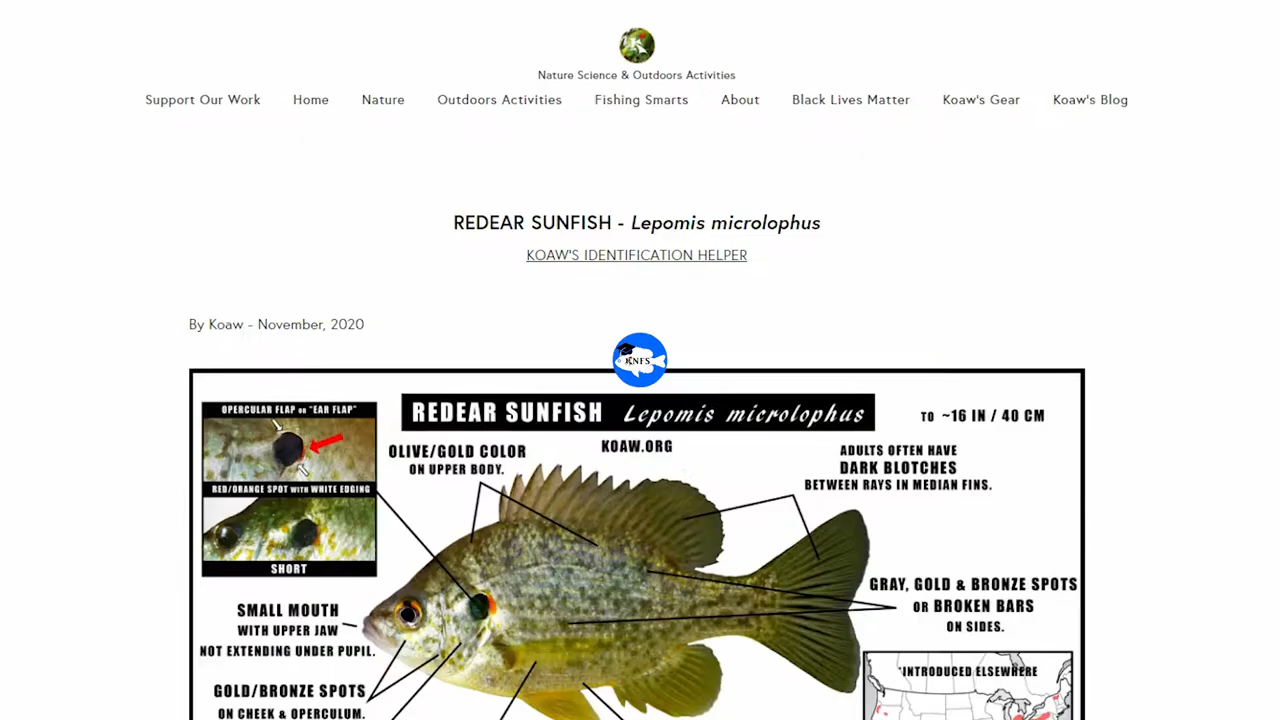 Nature Science & Outdoors Activities
Support Our Work Home Nature Outdoors Activities Fishing Smarts About Black Lives Matter Koaw's Gear Koaw's Blog
REDEAR SUNFISH - Lepomis microlophus
KOAW'S IDENTIFICATION HELPER
By Koaw - November, 2020
KNFS
OPERCULAR FLAP OR "EAR FLAP"
RED/ORANGE SPOT WITH WHITE EDGING
SHORT
REDEAR SUNFISH Lepomis microlophus
KOAW.ORG
TO ~16 IN / 40 CM
OLIVE/GOLD COLOR
ON UPPER BODY.
ADULTS OFTEN HAVE
DARK BLOTCHES
BETWEEN RAYS IN MEDIAN FINS.
GRAY, GOLD & BRONZE SPOTS
OR BROKEN BARS
ON SIDES.
SMALL MOUTH
WITH UPPER JAW
NOT EXTENDING UNDER PUPIL.
GOLD/BRONZE SPOTS
ON CHEEK & OPERCULUM.
*INTRODUCED ELSEWHERE